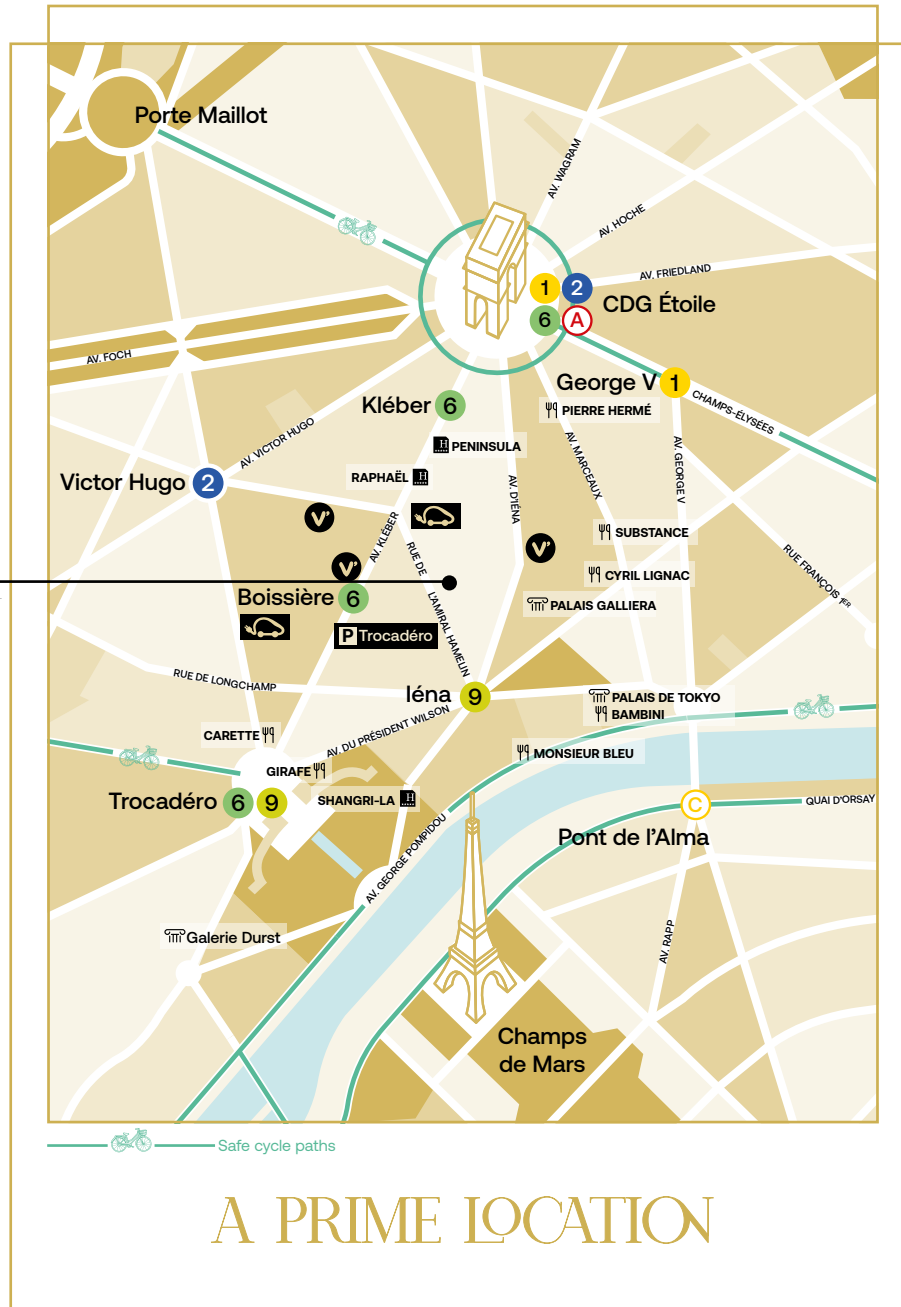 Porte Maillot
AV. WAGRAM
AV. HOCHE
AV. FRIEDLAND
1 2
CDG Étoile
6 A
AV. FOCH
George V 1
CHAMPS-ÉLYSÉES
Kléber 6
PIERRE HERMÉ
AV. VICTOR HUGO
H PENINSULA
AV. MARCEAUX
AV. GEORGE V
RAPHAËL H
Victor Hugo 2
AV. D'IÉNA
V'
AV. KLÉBER
SUBSTANCE
V'
RUE DE
L'AMIRAL HAMELIN
V'
RUE FRANÇOIS 1ER
CYRIL LIGNAC
Boissière 6
PALAIS GALLIERA
P Trocadéro
RUE DE LONGCHAMP
Iéna 9
PALAIS DE TOKYO
BAMBINI
AV. DU PRÉSIDENT WILSON
CARETTE
MONSIEUR BLEU
GIRAFE
Trocadéro 6 9
SHANGRI-LA H
C
QUAI D'ORSAY
Pont de l'Alma
AV. GEORGE POMPIDOU
AV. RAPP
Galerie Durst
Champs
de Mars
Safe cycle paths
A PRIME LOCATION